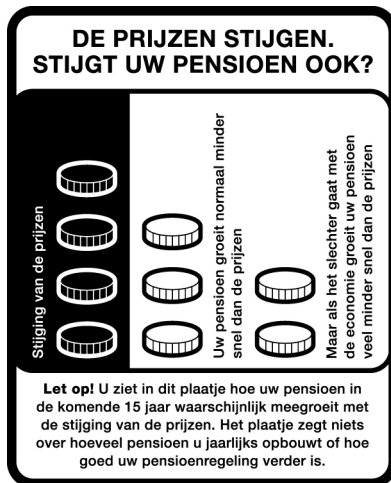 DE PRIJZEN STIJGEN.
STIJGT UW PENSIOEN OOK?
Stijging van de prijzen
Uw pensioen groeit normaal minder
snel dan de prijzen
Maar als het slechter gaat met
de economie groeit uw pensioen
veel minder snel dan de prijzen
Let op! U ziet in dit plaatje hoe uw pensioen in
de komende 15 jaar waarschijnlijk meegroeit met
de stijging van de prijzen. Het plaatje zegt niets
over hoeveel pensioen u jaarlijks opbouwt of hoe
goed uw pensioenregeling verder is.